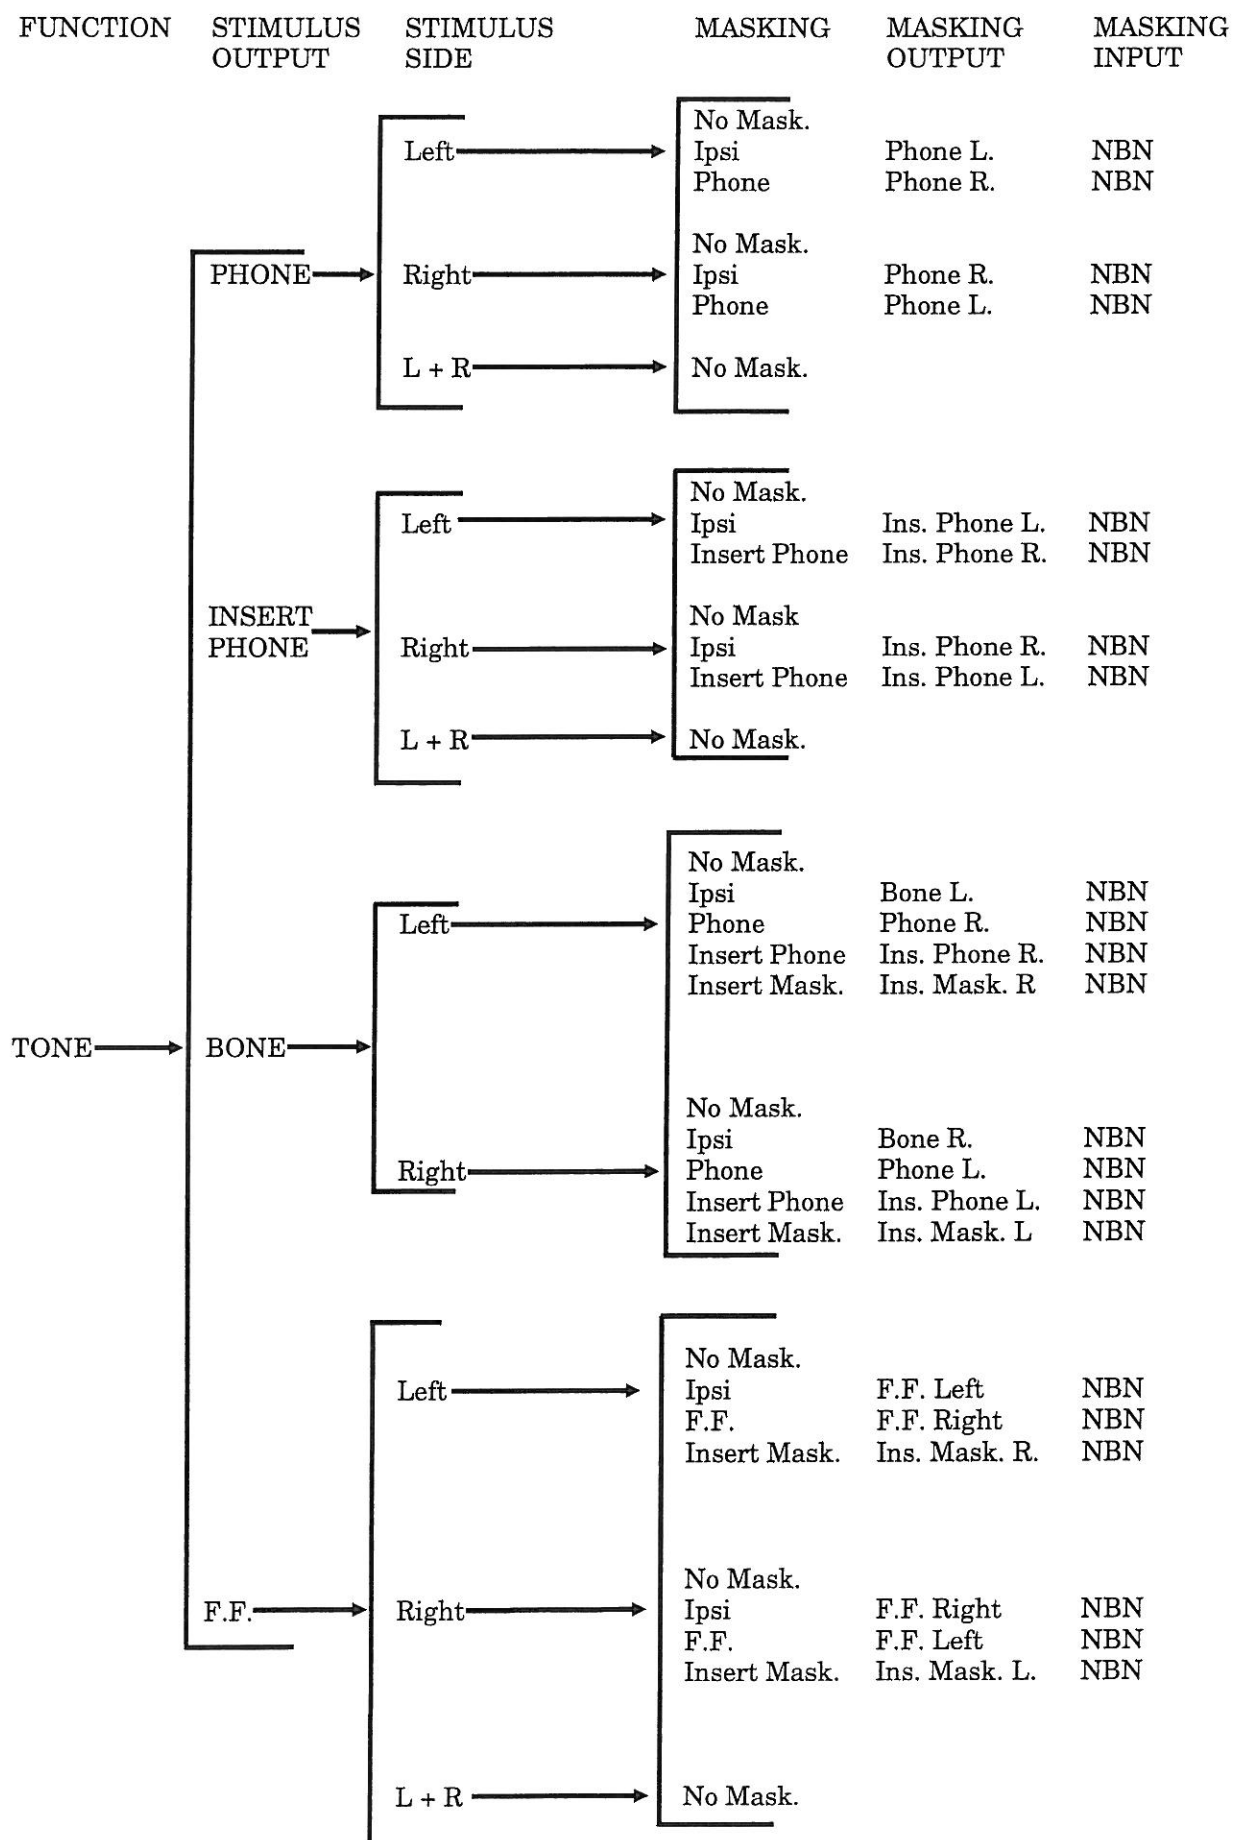 FUNCTION STIMULUS OUTPUT STIMULUS SIDE MASKING MASKING OUTPUT MASKING INPUT
No Mask.
Left Ipsi Phone L. NBN
Phone Phone R. NBN
No Mask.
PHONE Right Ipsi Phone R. NBN
Phone Phone L. NBN
L + R No Mask.
No Mask.
Left Ipsi Ins. Phone L. NBN
Insert Phone Ins. Phone R. NBN
INSERT No Mask
PHONE Right Ipsi Ins. Phone R. NBN
Insert Phone Ins. Phone L. NBN
L + R No Mask.
No Mask.
Ipsi Bone L. NBN
Left Phone Phone R. NBN
Insert Phone Ins. Phone R. NBN
Insert Mask. Ins. Mask. R NBN
TONE BONE
No Mask.
Ipsi Bone R. NBN
Right Phone Phone L. NBN
Insert Phone Ins. Phone L. NBN
Insert Mask. Ins. Mask. L NBN
No Mask.
Left Ipsi F.F. Left NBN
F.F. F.F. Right NBN
Insert Mask. Ins. Mask. R. NBN
No Mask.
F.F. Right Ipsi F.F. Right NBN
F.F. F.F. Left NBN
Insert Mask. Ins. Mask. L. NBN
L + R No Mask.